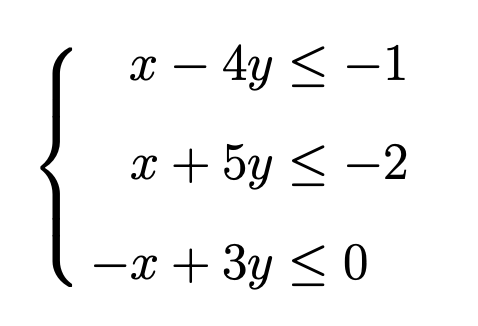 x − 4y ≤ −1
x + 5y ≤ −2
−x + 3y ≤ 0